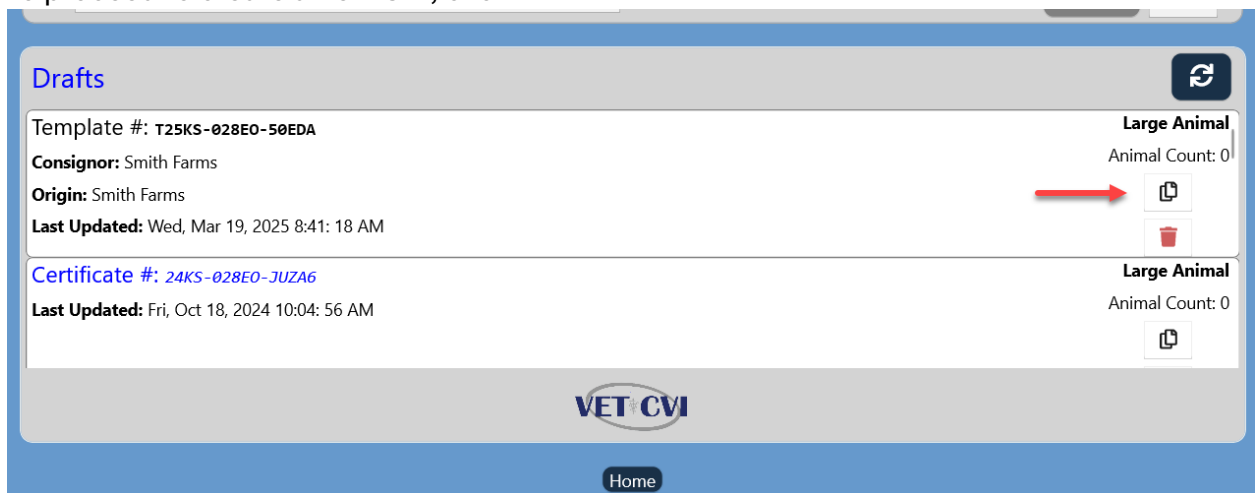 Drafts
Template #: T25KS-028EO-50EDA
Large Animal
Consignor: Smith Farms
Animal Count: 0
Origin: Smith Farms
Last Updated: Wed, Mar 19, 2025 8:41: 18 AM
Certificate #: 24KS-028EO-JUZA6
Large Animal
Last Updated: Fri, Oct 18, 2024 10:04: 56 AM
Animal Count: 0
VET CVI
Home